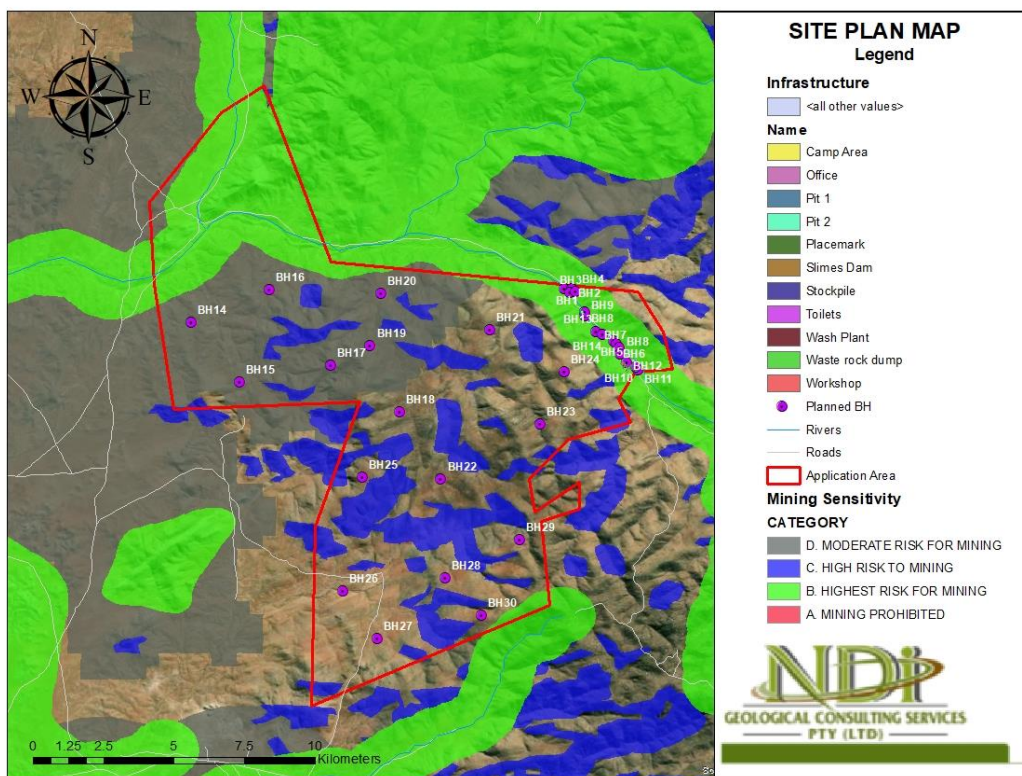 N
W
E
S
BH16
BH20
BH14
BH21
BH19
BH17
BH15
BH18
BH3
BH4
BH1
BH2
BH9
BH13
BH8
BH14
BH7
BH5
BH8
BH6
BH24
BH10
BH12
BH11
BH23
BH25
BH22
BH29
BH28
BH26
BH30
BH27
0 1.25 2.5 5 7.5 10
Kilometers
SITE PLAN MAP
Legend
Infrastructure
<all other values>
Name
Camp Area
Office
Pit 1
Pit 2
Placemark
Slimes Dam
Stockpile
Toilets
Wash Plant
Waste rock dump
Workshop
Planned BH
Rivers
Roads
Application Area
Mining Sensitivity
CATEGORY
D. MODERATE RISK FOR MINING
C. HIGH RISK TO MINING
B. HIGHEST RISK FOR MINING
A. MINING PROHIBITED
NDi
GEOLOGICAL CONSULTING SERVICES
PTY (LTD)